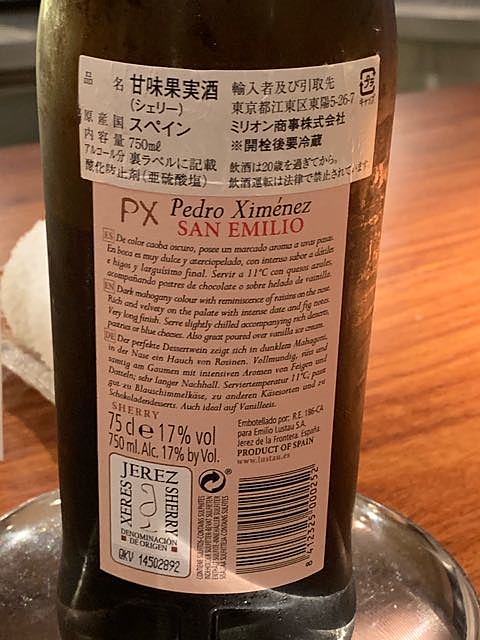 品 名 甘味果実酒
(シェリー)
原産国 スペイン
内容量 750㎖
アルコール分 裏ラベルに記載
酸化防止剤(亜硫酸塩)
輸入者及び引取先
東京都江東区東陽5-26-7
ミリオン商事株式会社
※開栓後要冷蔵
飲酒は20歳を過ぎてから。
飲酒運転は法律で禁止されています
プラ
キャップ
PX Pedro Ximénez
SAN EMILIO
ES De color caoba oscuro, posee un marcado aroma a uvas pasas.
En boca es muy dulce y aterciopelado, con intenso sabor a dátiles
e higos y larguísimo final. Servir a 11°C con quesos azules,
acompañando postres de chocolate o sobre helado de vainilla.
EN Dark mahogany colour with reminiscence of raisins on the nose.
Rich and velvety on the palate with intense date and fig notes.
Very long finish. Serve slightly chilled accompanying rich desserts,
pastries or blue cheeses. Also great poured over vanilla ice cream.
DE Der perfekte Dessertwein zeigt sich in dunklem Mahagoni,
in der Nase ein Hauch von Rosinen. Vollmundig, süss und
samtig am Gaumen mit intensiven Aromen von Feigen und
Datteln; sehr langer Nachhall. Serviertemperatur 11°C; passt
gut zu Blauschimmelkäse, zu anderen Käsesorten und zu
Schokoladendesserts. Auch ideal auf Vanilleeis.
SHERRY
75 cl e 17% vol
750 ml. Alc. 17% by Vol.
Embotellado por: R.E. 186-CA
para Emilio Lustau S.A.
Jerez de la Frontera. España.
PRODUCT OF SPAIN
www.lustau.es
JEREZ
XERES
SHERRY
DENOMINACIÓN
DE ORIGEN
QKV 14502892
8 412325 000252